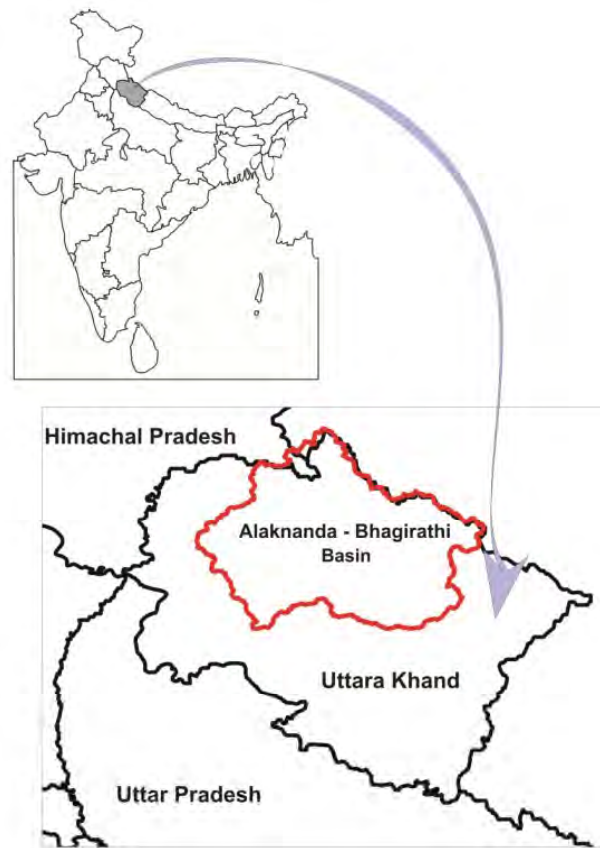 Himachal Pradesh
Alaknanda - Bhagirathi
Basin
Uttara Khand
Uttar Pradesh